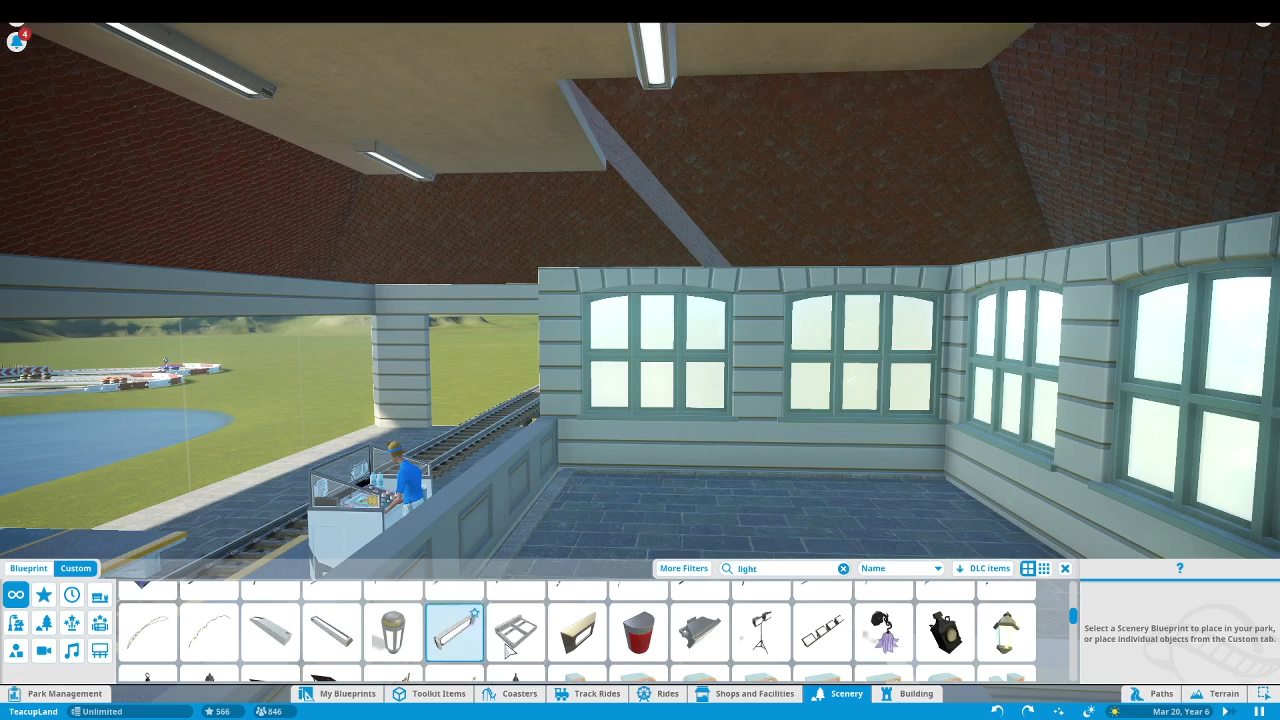 4
Blueprint Custom More Filters light Name DLC items ?
Select a Scenery Blueprint to place in your park,
or place individual objects from the Custom tab.
Park Management My Blueprints Toolkit Items Coasters Track Rides Rides Shops and Facilities Scenery Building Paths Terrain
TeacupLand Unlimited 566 846 Mar 20, Year 6